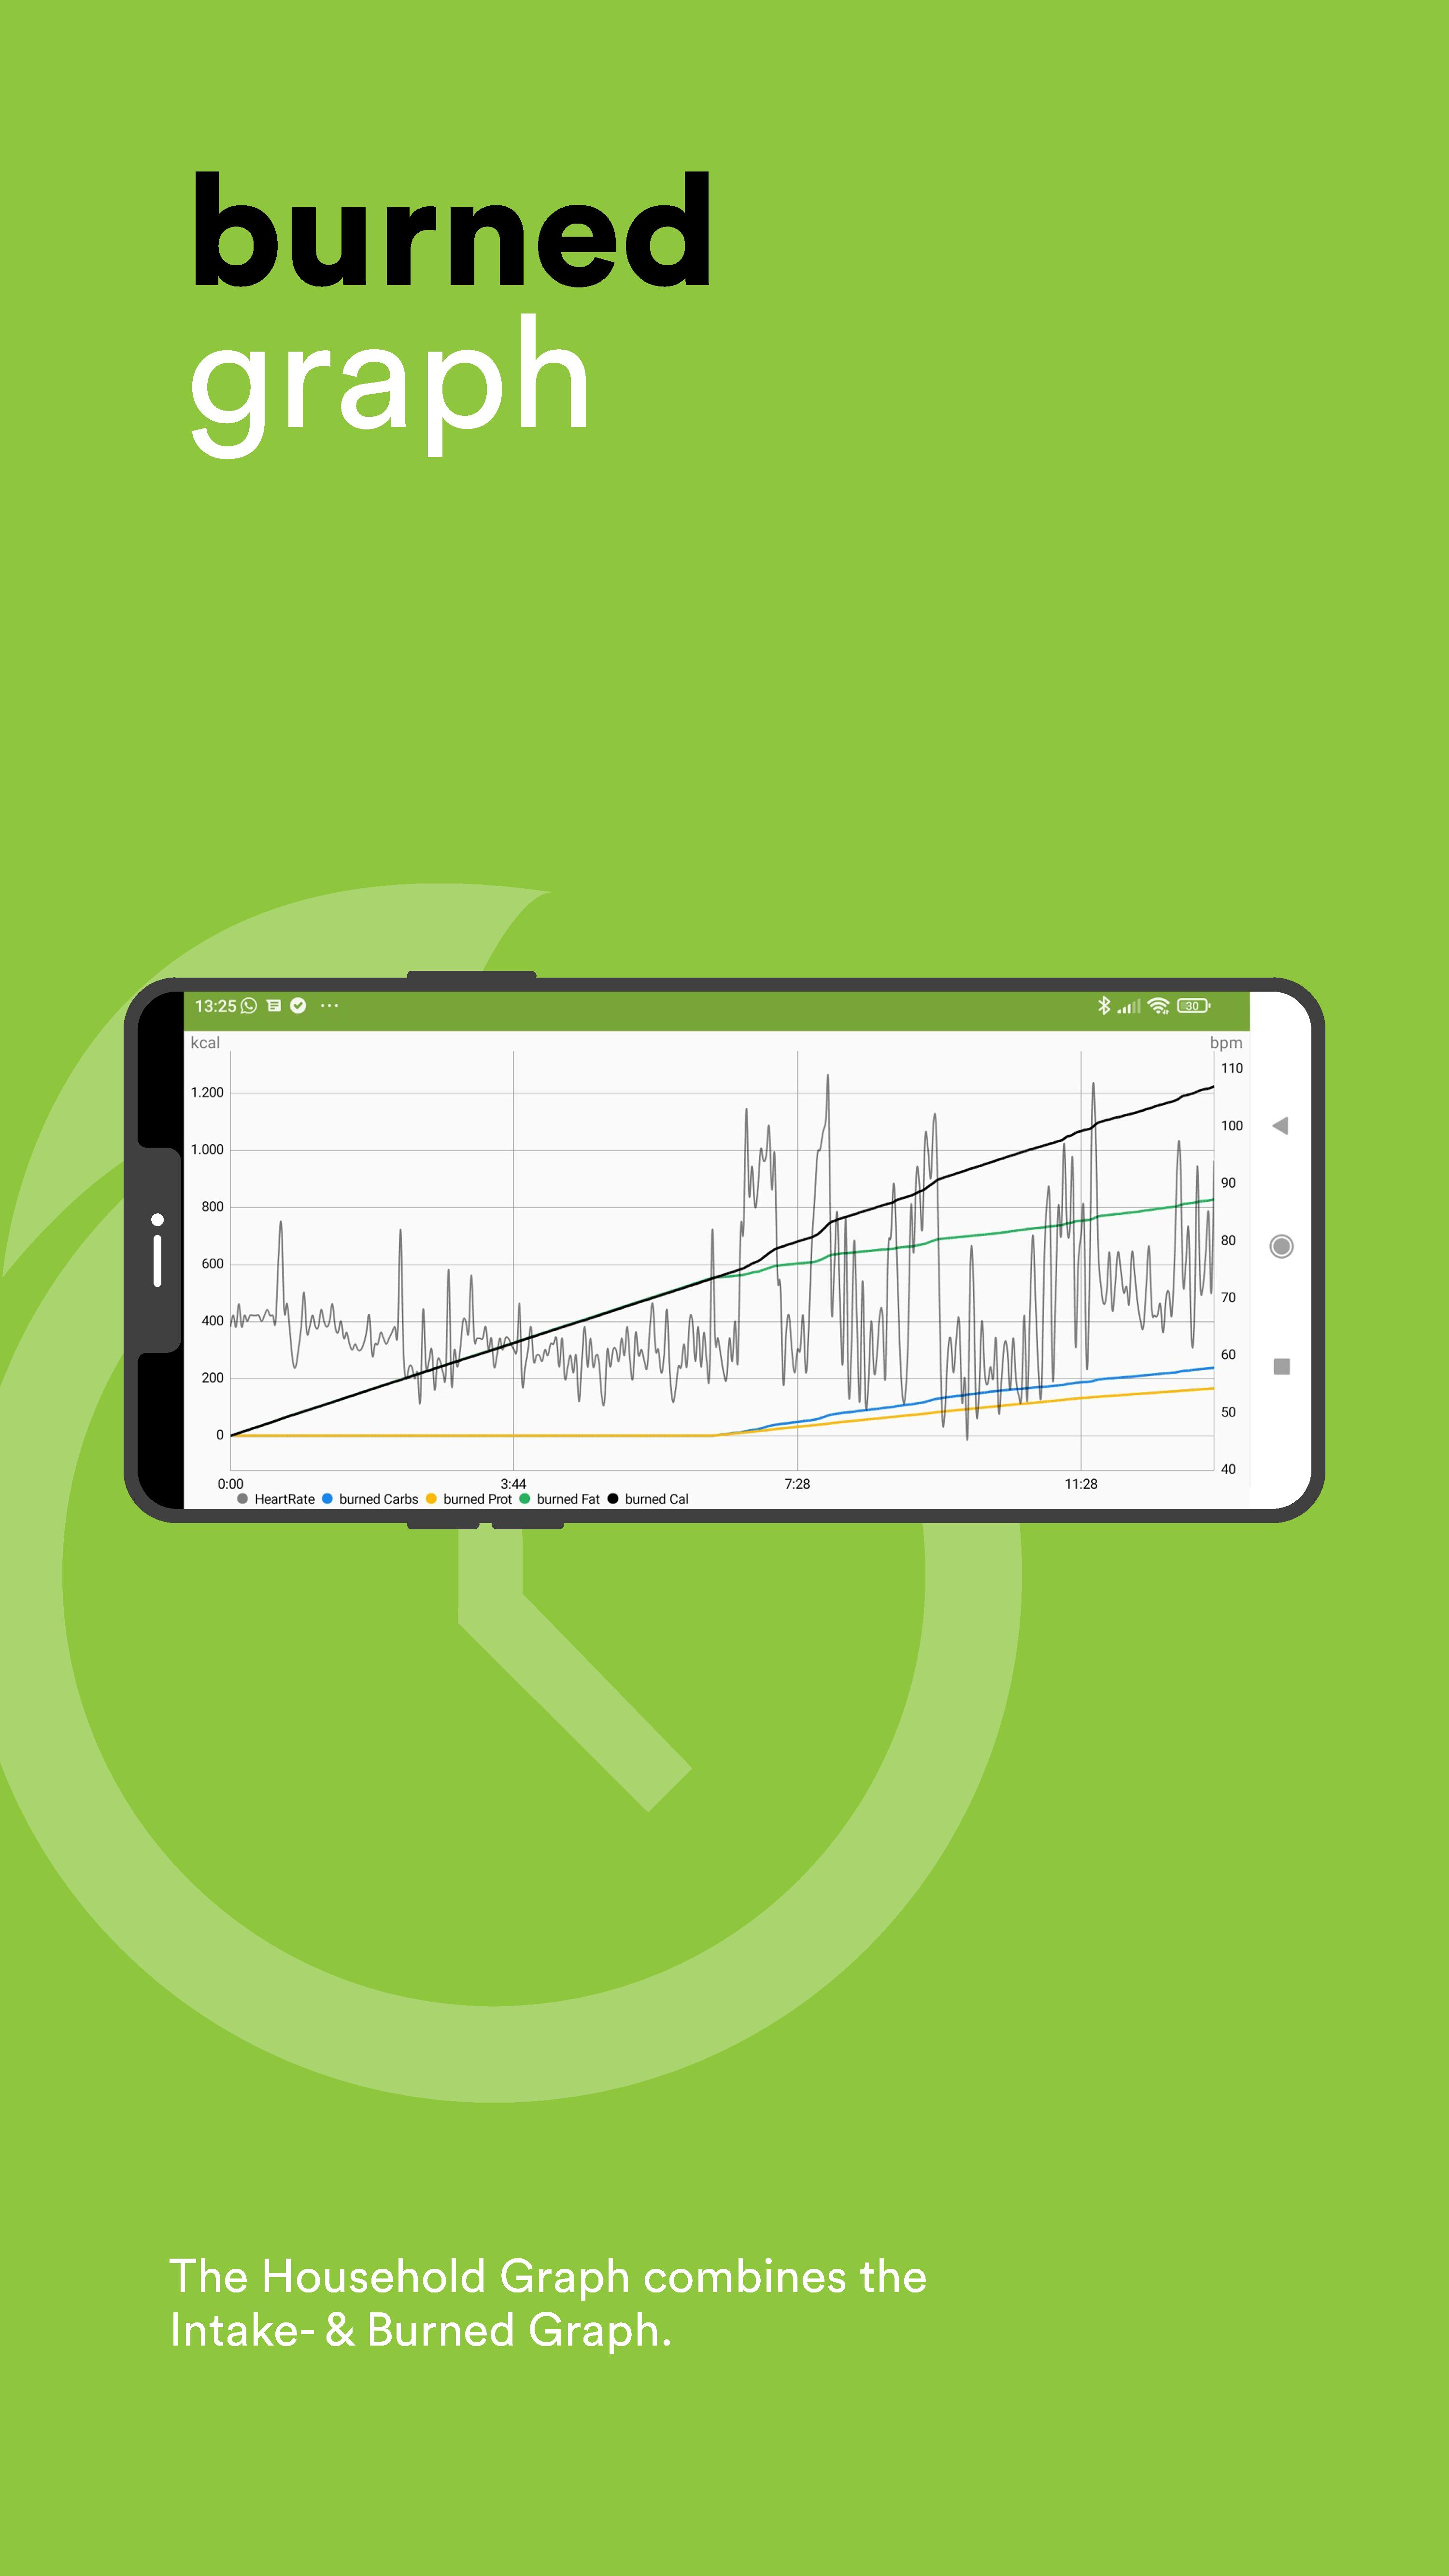 burned
graph
13:25 ... 30
kcal bpm
110
1.200
100
1.000
90
800
80
600
70
400
60
200
50
0
40
0:00 3:44 7:28 11:28
HeartRate burned Carbs burned Prot burned Fat burned Cal
The Household Graph combines the
Intake- & Burned Graph.